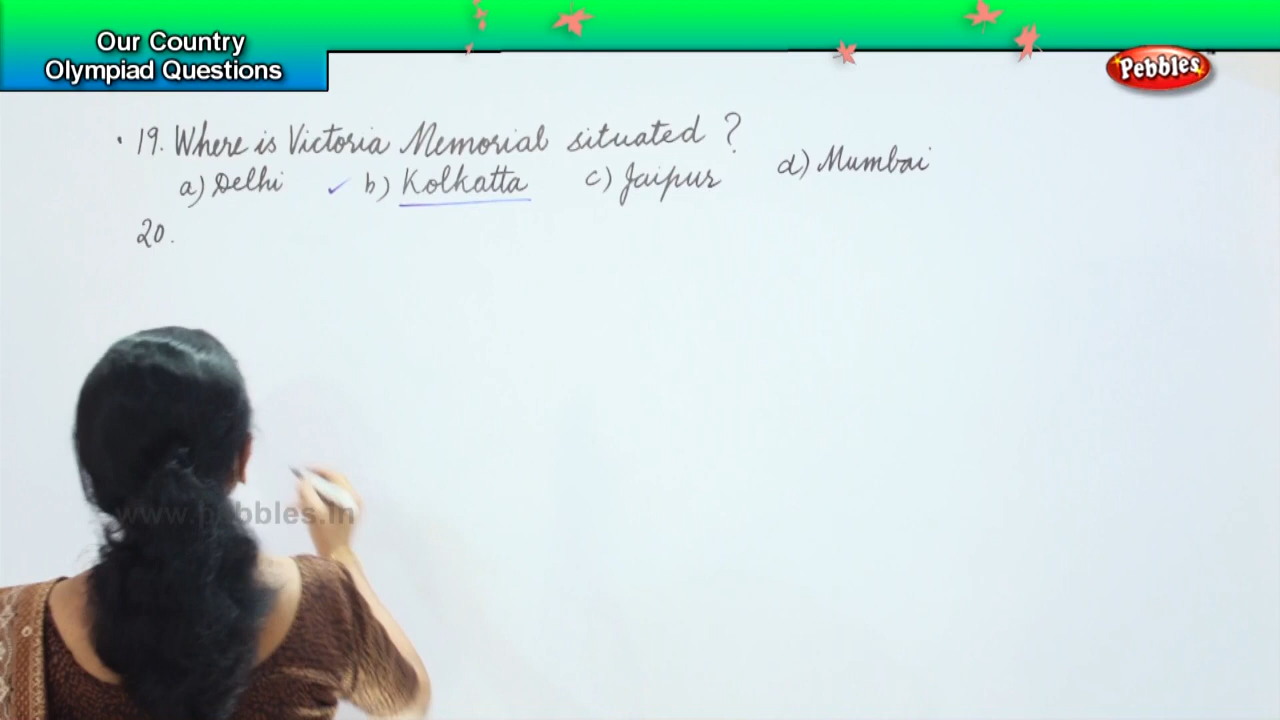 Our Country
Olympiad Questions
Pebbles
19. Where is Victoria Memorial situated ?
a) Delhi ✓ b) Kolkatta c) Jaipur d) Mumbai
20.
www.pebbles.in